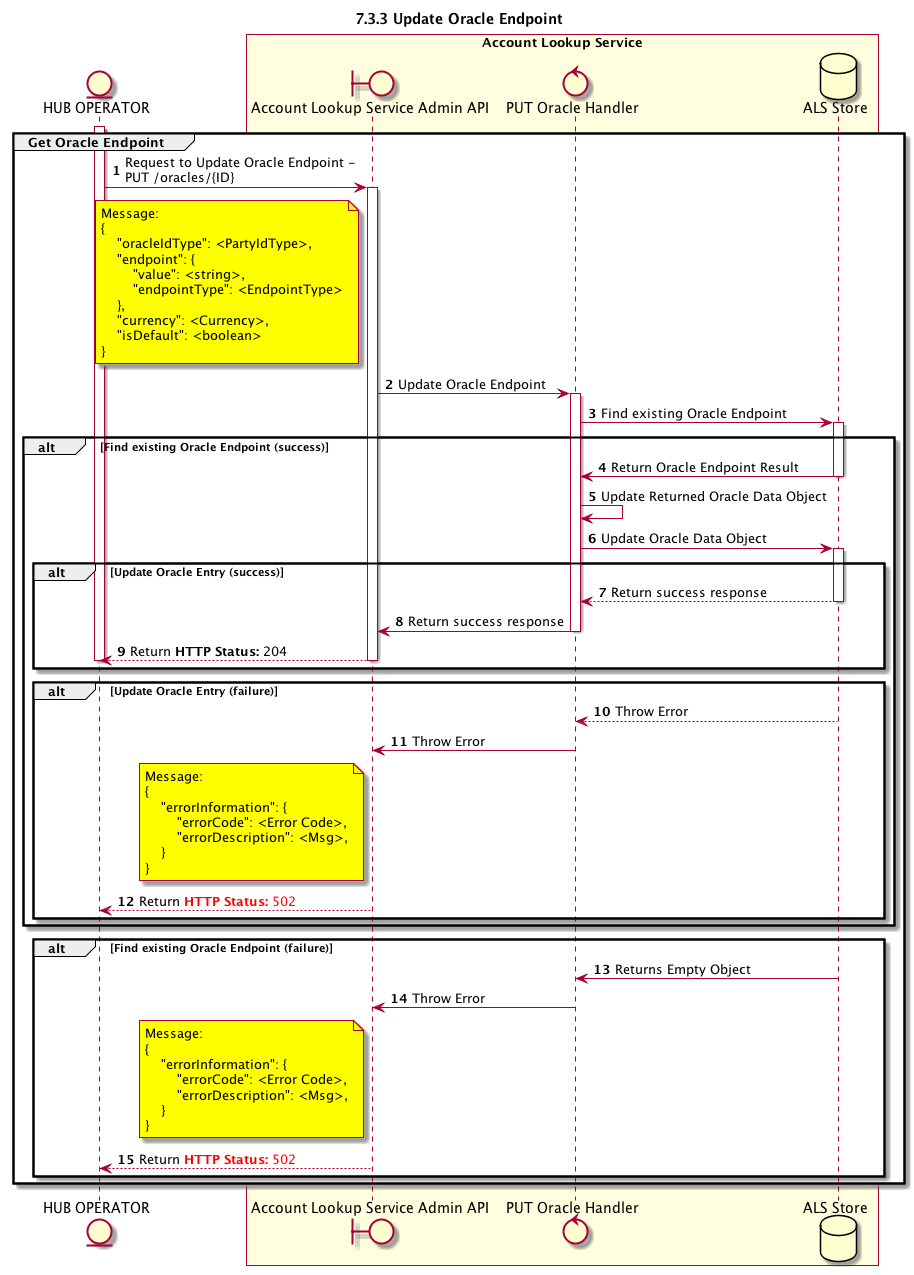 7.3.3 Update Oracle Endpoint
Account Lookup Service
HUB OPERATOR
Account Lookup Service Admin API
PUT Oracle Handler
ALS Store
Get Oracle Endpoint
1 Request to Update Oracle Endpoint -
PUT /oracles/{ID}
Message:
{
"oracleIdType": <PartyIdType>,
"endpoint": {
"value": <string>,
"endpointType": <EndpointType>
},
"currency": <Currency>,
"isDefault": <boolean>
}
2 Update Oracle Endpoint
3 Find existing Oracle Endpoint
alt [Find existing Oracle Endpoint (success)]
4 Return Oracle Endpoint Result
5 Update Returned Oracle Data Object
6 Update Oracle Data Object
alt [Update Oracle Entry (success)]
7 Return success response
8 Return success response
9 Return HTTP Status: 204
alt [Update Oracle Entry (failure)]
10 Throw Error
11 Throw Error
Message:
{
"errorInformation": {
"errorCode": <Error Code>,
"errorDescription": <Msg>,
}
}
12 Return HTTP Status: 502
alt [Find existing Oracle Endpoint (failure)]
13 Returns Empty Object
14 Throw Error
Message:
{
"errorInformation": {
"errorCode": <Error Code>,
"errorDescription": <Msg>,
}
}
15 Return HTTP Status: 502
HUB OPERATOR
Account Lookup Service Admin API
PUT Oracle Handler
ALS Store